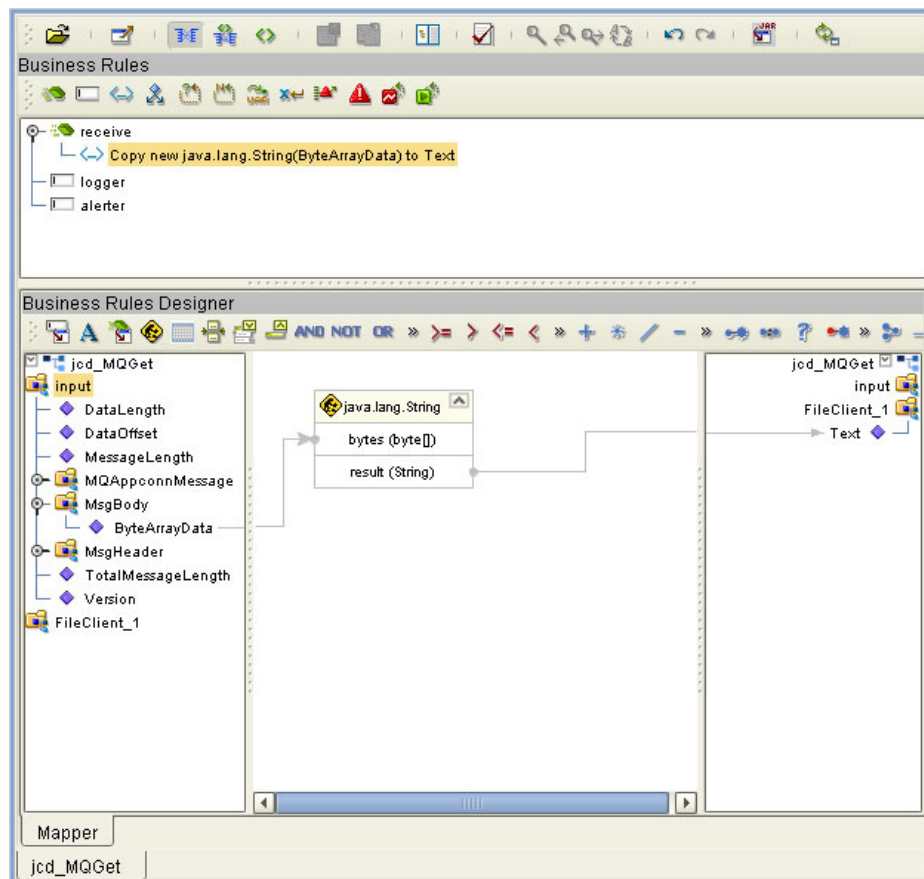 JAR
Business Rules
receive
Copy new java.lang.String(ByteArrayData) to Text
logger
alerter
Business Rules Designer
A AND NOT OR » >= > <= < » + * / − » ? » =
jcd_MQGet
input
DataLength
DataOffset
MessageLength
MQAppconnMessage
MsgBody
ByteArrayData
MsgHeader
TotalMessageLength
Version
FileClient_1
java.lang.String
bytes (byte[])
result (String)
jcd_MQGet
input
FileClient_1
Text
Mapper
jcd_MQGet